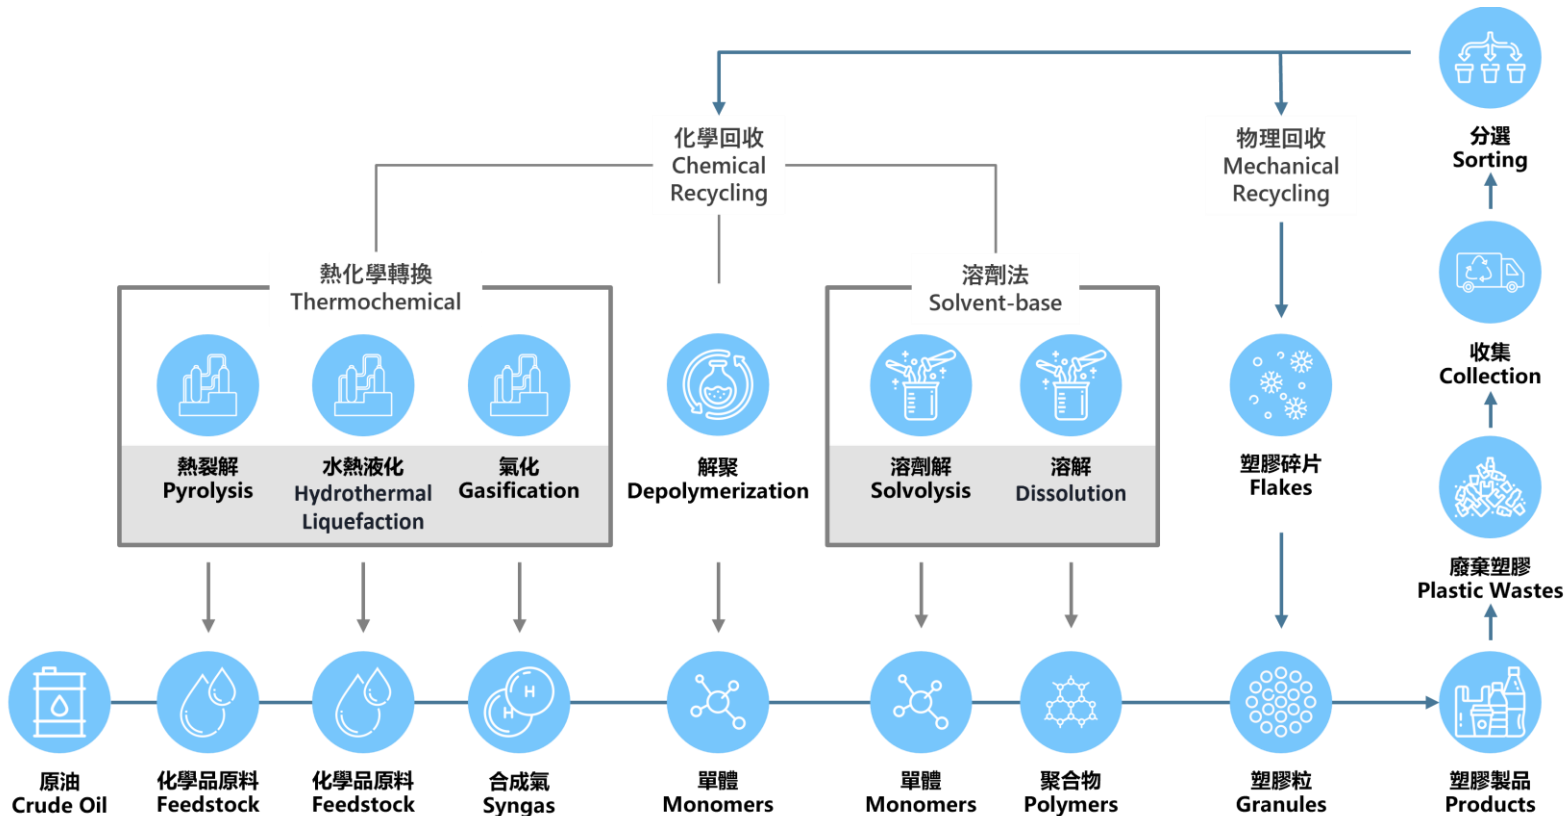 分選
Sorting
化學回收
Chemical
Recycling
物理回收
Mechanical
Recycling
熱化學轉換
Thermochemical
溶劑法
Solvent-base
收集
Collection
熱裂解
Pyrolysis
水熱液化
Hydrothermal
Liquefaction
氣化
Gasification
解聚
Depolymerization
溶劑解
Solvolysis
溶解
Dissolution
塑膠碎片
Flakes
廢棄塑膠
Plastic Wastes
H
H
原油
Crude Oil
化學品原料
Feedstock
化學品原料
Feedstock
合成氣
Syngas
單體
Monomers
單體
Monomers
聚合物
Polymers
塑膠粒
Granules
塑膠製品
Products